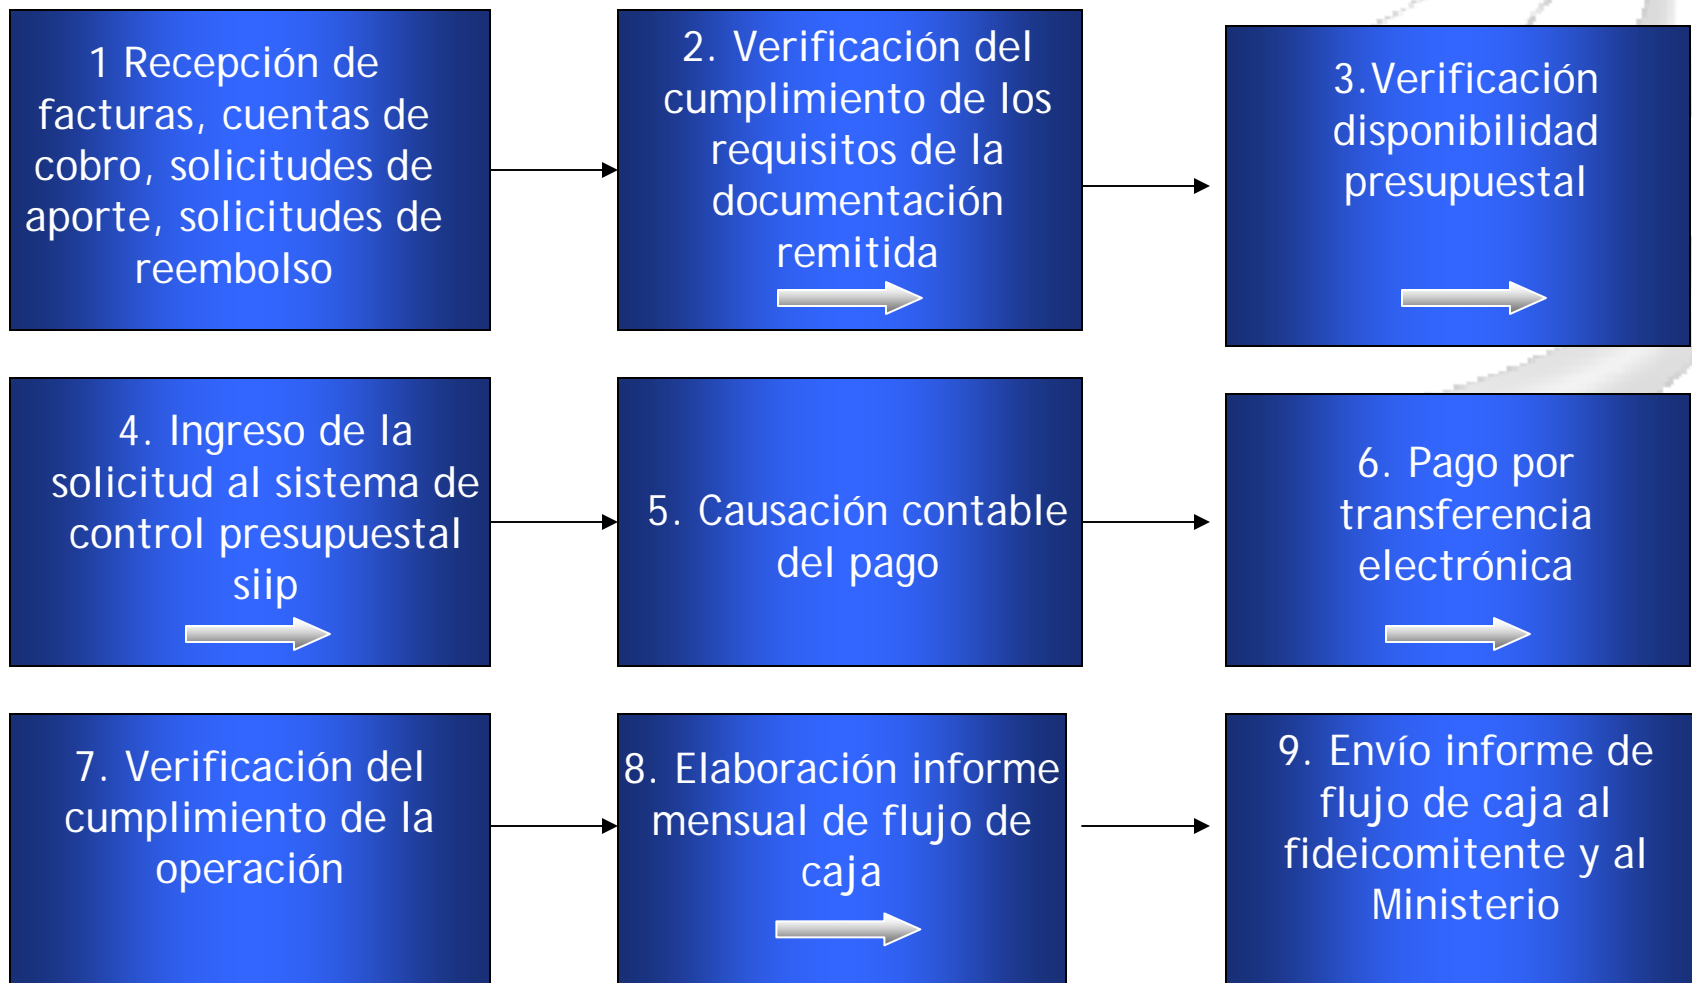 1 Recepción de
facturas, cuentas de
cobro, solicitudes de
aporte, solicitudes de
reembolso
2. Verificación del
cumplimiento de los
requisitos de la
documentación
remitida
3.Verificación
disponibilidad
presupuestal
4. Ingreso de la
solicitud al sistema de
control presupuestal
siip
5. Causación contable
del pago
6. Pago por
transferencia
electrónica
7. Verificación del
cumplimiento de la
operación
8. Elaboración informe
mensual de flujo de
caja
9. Envío informe de
flujo de caja al
fideicomitente y al
Ministerio